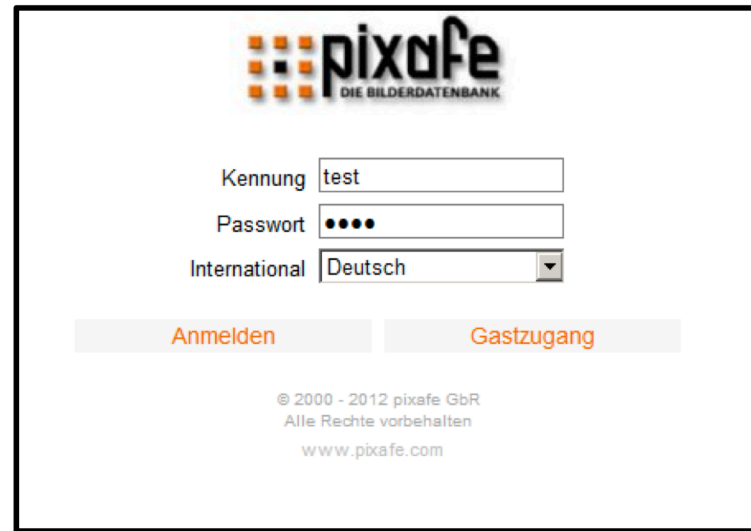 pixafe
DIE BILDERDATENBANK
Kennung test
Passwort ••••
International Deutsch
Anmelden Gastzugang
© 2000 - 2012 pixafe GbR
Alle Rechte vorbehalten
www.pixafe.com